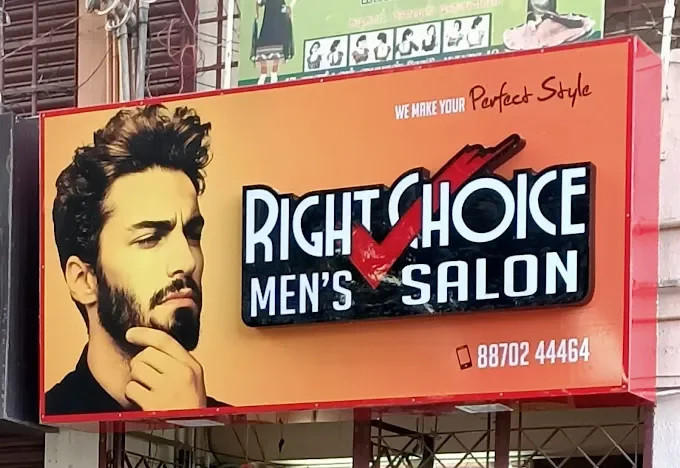 WE MAKE YOUR Perfect Style
RIGHT CHOICE
MEN'S SALON
88702 44464